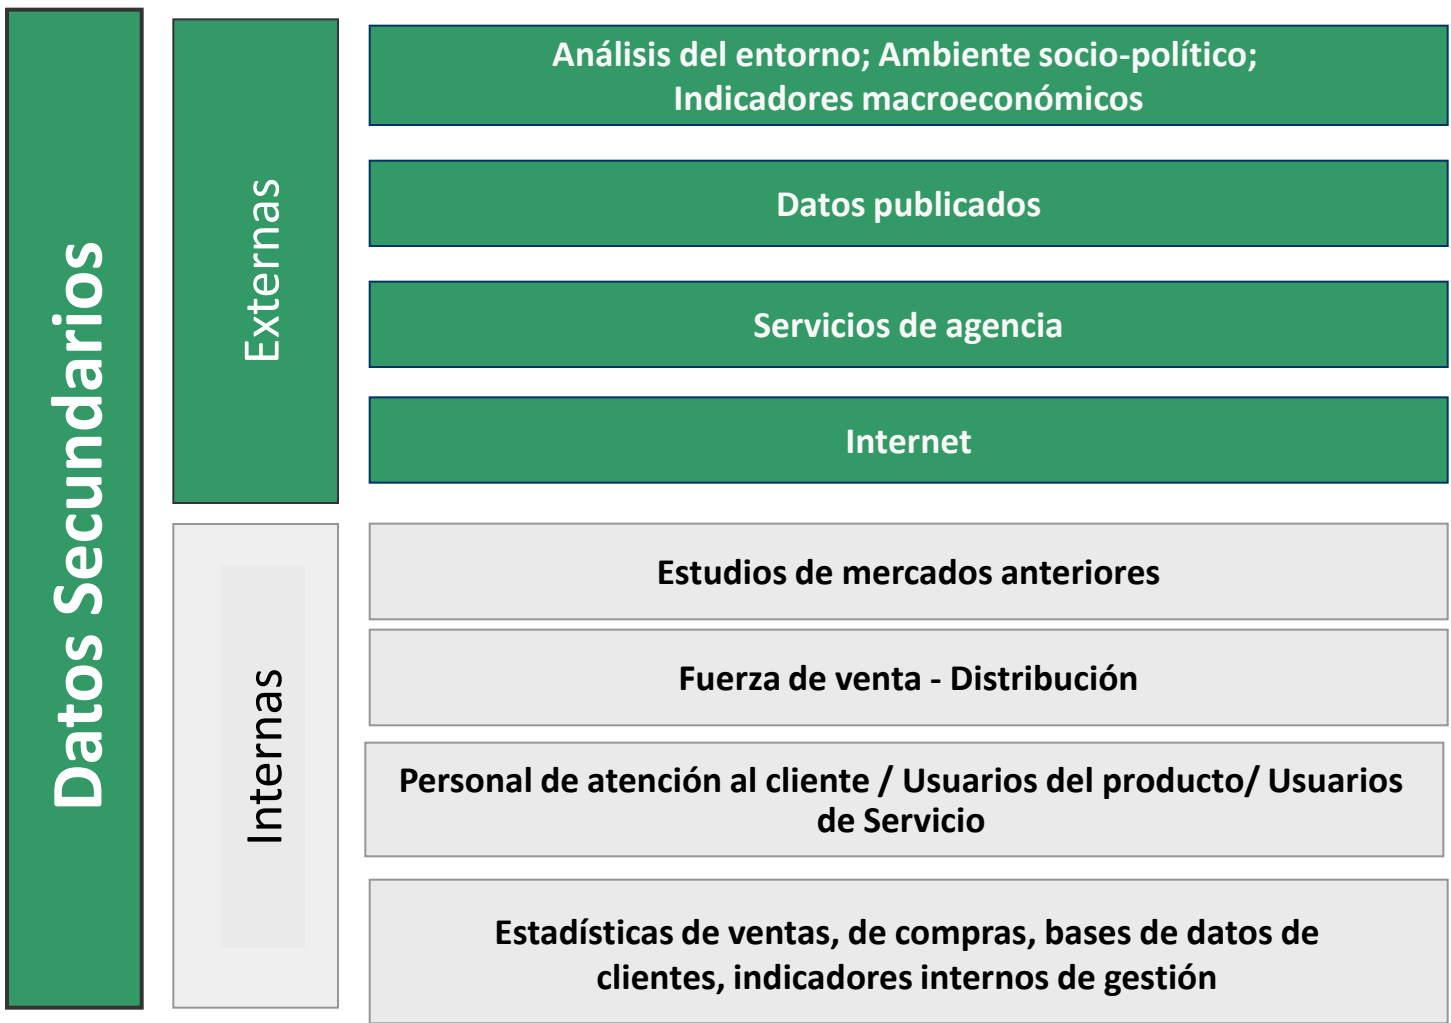 Datos Secundarios
Externas
Análisis del entorno; Ambiente socio-político;
Indicadores macroeconómicos
Datos publicados
Servicios de agencia
Internet
Internas
Estudios de mercados anteriores
Fuerza de venta - Distribución
Personal de atención al cliente / Usuarios del producto/ Usuarios
de Servicio
Estadísticas de ventas, de compras, bases de datos de
clientes, indicadores internos de gestión